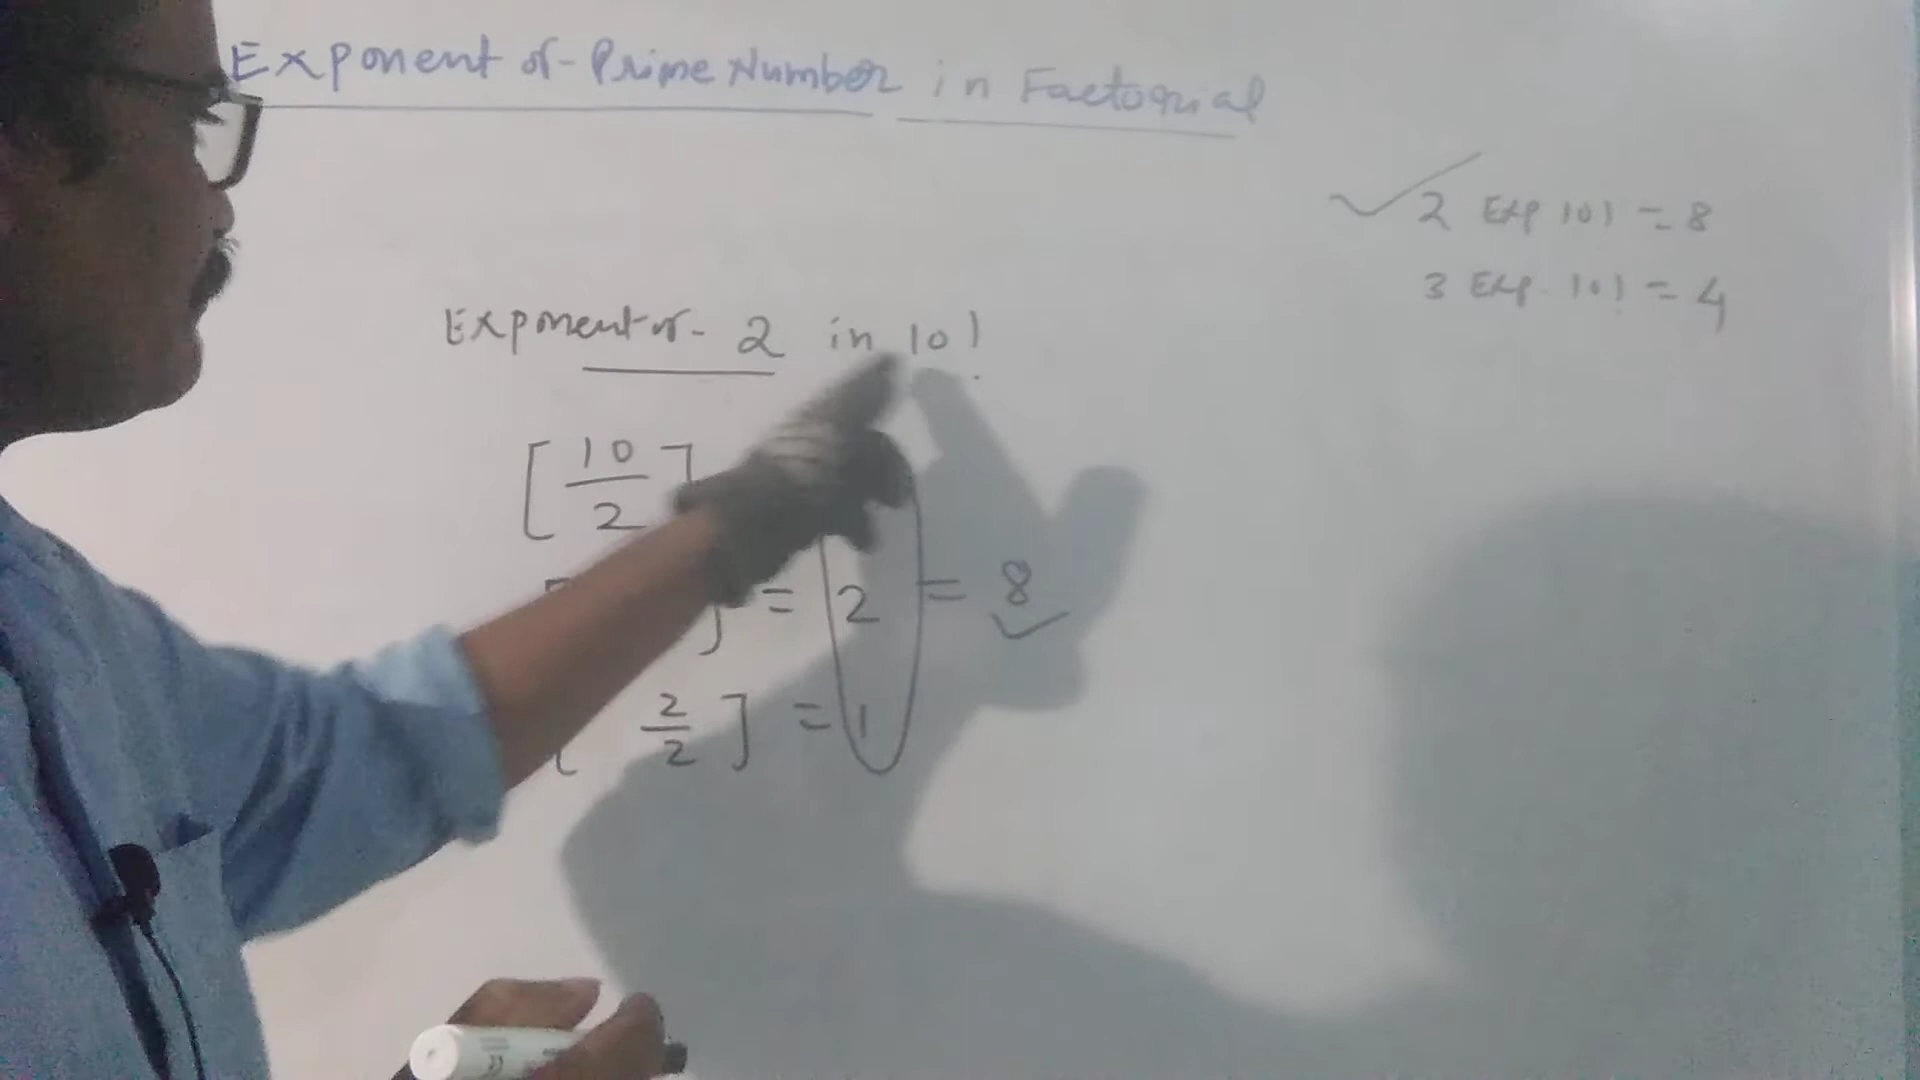 Exponent of Prime Number in Factorial
2 Exp 10! = 8
3 Exp. 10! = 4
Exponent of 2 in 10!
[ 10/2 ]
] = 2 = 8
[ 2/2 ] = 1